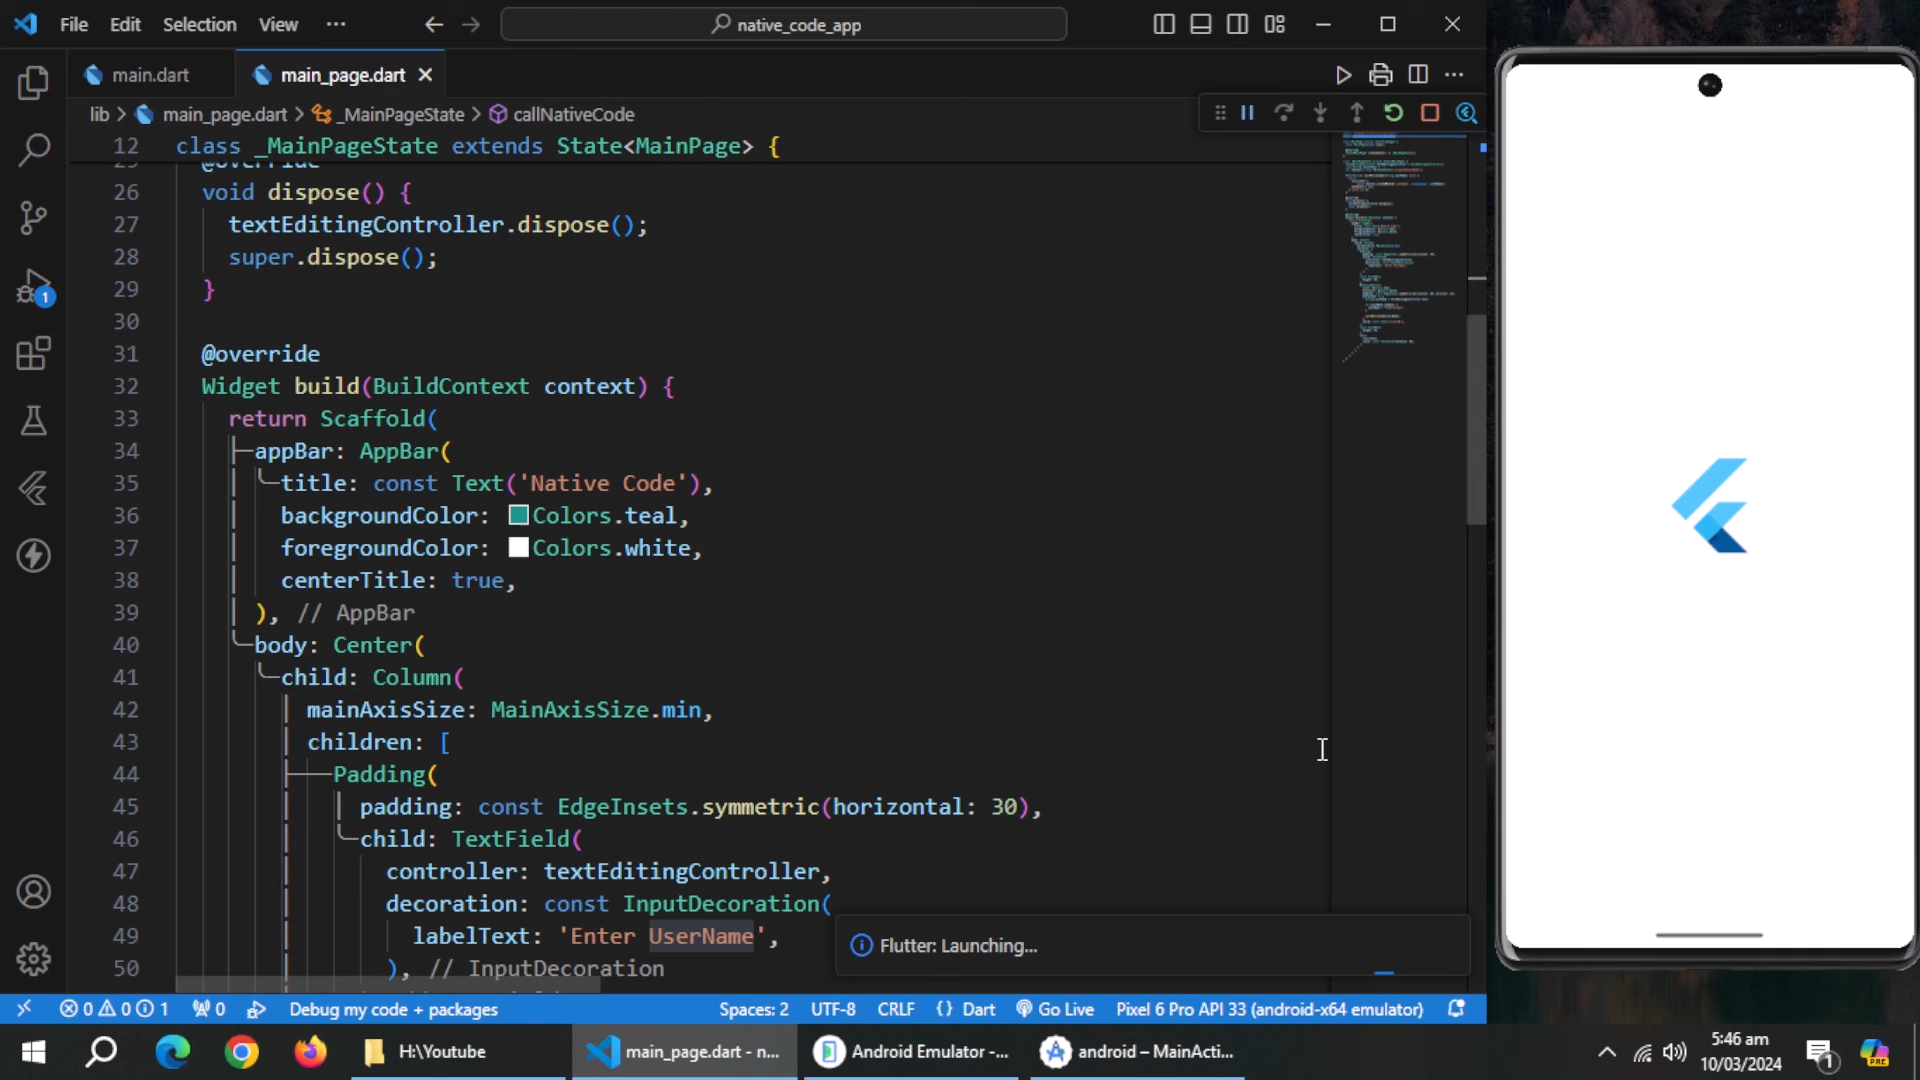 File Edit Selection View ... native_code_app
main.dart main_page.dart
lib > main_page.dart > _MainPageState > callNativeCode
12 class _MainPageState extends State<MainPage> {
@override
26 void dispose() {
27 textEditingController.dispose();
28 super.dispose();
29 }
30
31 @override
32 Widget build(BuildContext context) {
33 return Scaffold(
34 appBar: AppBar(
35 title: const Text('Native Code'),
36 backgroundColor: Colors.teal,
37 foregroundColor: Colors.white,
38 centerTitle: true,
39 ), // AppBar
40 body: Center(
41 child: Column(
42 mainAxisSize: MainAxisSize.min,
43 children: [
44 Padding(
45 padding: const EdgeInsets.symmetric(horizontal: 30),
46 child: TextField(
47 controller: textEditingController,
48 decoration: const InputDecoration(
49 labelText: 'Enter UserName',
50 ), // InputDecoration
1
Flutter: Launching...
0 0 1 0 Debug my code + packages Spaces: 2 UTF-8 CRLF {} Dart Go Live Pixel 6 Pro API 33 (android-x64 emulator)
H:\Youtube main_page.dart - n... Android Emulator -... android – MainActi...
5:46 am
10/03/2024
1
PRE